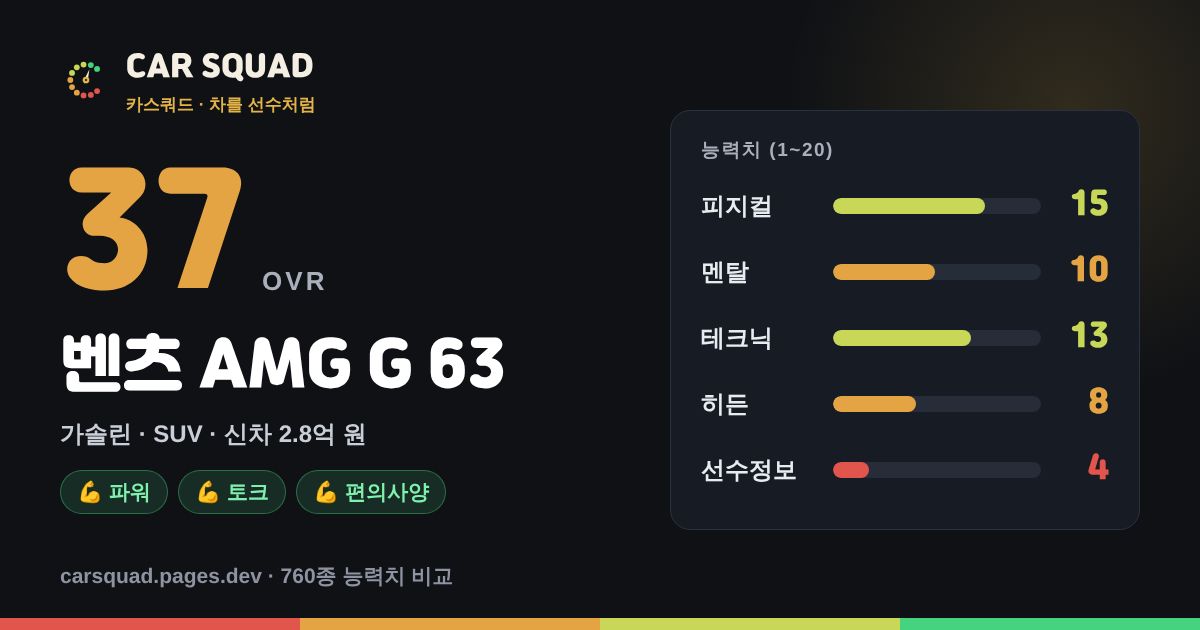 CAR SQUAD
카스쿼드 · 차를 선수처럼
37 OVR
벤츠 AMG G 63
가솔린 · SUV · 신차 2.8억 원
💪 파워 💪 토크 💪 편의사양
carsquad.pages.dev · 760종 능력치 비교
능력치 (1~20)
피지컬 15
멘탈 10
테크닉 13
히든 8
선수정보 4